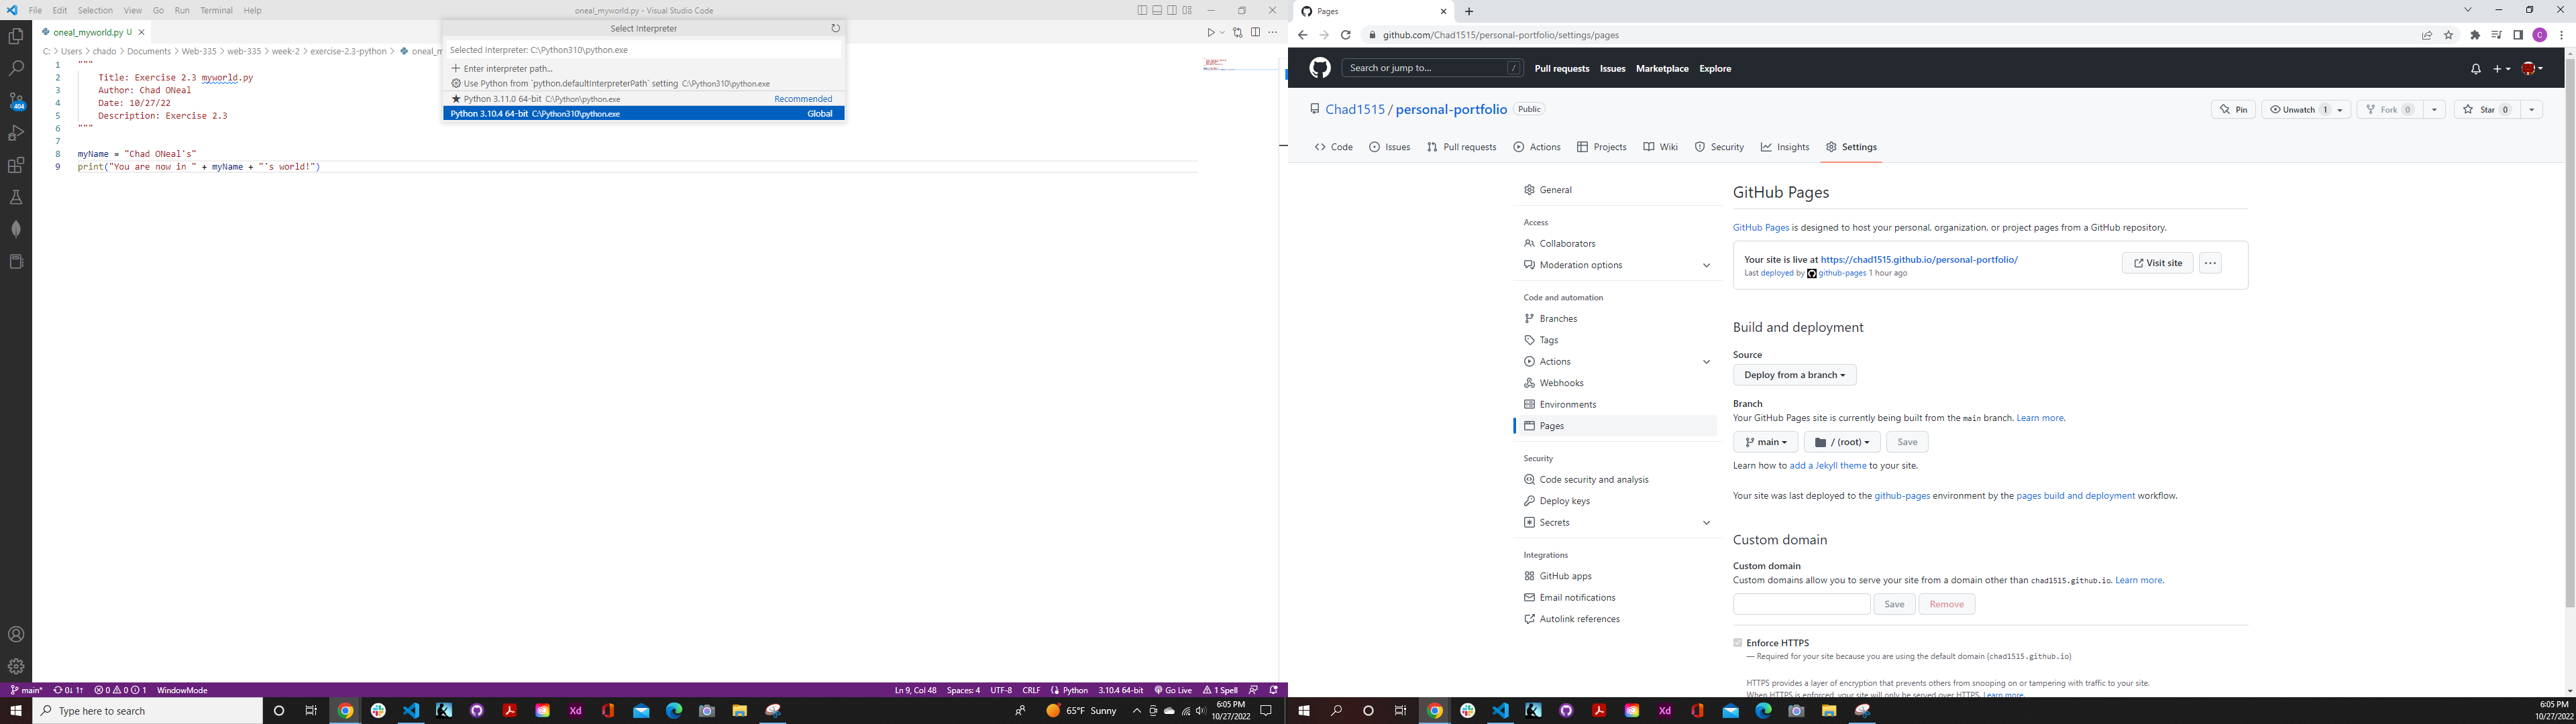 File Edit Selection View Go Run Terminal Help
oneal_myworld.py - Visual Studio Code
oneal_myworld.py U
C: > Users > chado > Documents > Web-335 > web-335 > week-2 > exercise-2.3-python > oneal_m
Select Interpreter
Selected Interpreter: C:\Python310\python.exe
Enter interpreter path...
Use Python from `python.defaultInterpreterPath` setting C:\Python310\python.exe
Python 3.11.0 64-bit C:\Python\python.exe Recommended
Python 3.10.4 64-bit C:\Python310\python.exe Global
1 """
2 Title: Exercise 2.3 myworld.py
3 Author: Chad ONeal
4 Date: 10/27/22
5 Description: Exercise 2.3
6 """
7
8 myName = "Chad ONeal's"
9 print("You are now in " + myName + "'s world!")
404
main* 0↓ 1↑ 0 0 1 WindowMode
Ln 9, Col 48 Spaces: 4 UTF-8 CRLF Python 3.10.4 64-bit Go Live 1 Spell
Type here to search
Xd
65°F Sunny
6:05 PM
10/27/2022
Pages
github.com/Chad1515/personal-portfolio/settings/pages
C
Search or jump to... /
Pull requests Issues Marketplace Explore
Chad1515 / personal-portfolio Public
Pin Unwatch 1 Fork 0 Star 0
Code Issues Pull requests Actions Projects Wiki Security Insights Settings
General
Access
Collaborators
Moderation options
Code and automation
Branches
Tags
Actions
Webhooks
Environments
Pages
Security
Code security and analysis
Deploy keys
Secrets
Integrations
GitHub apps
Email notifications
Autolink references
GitHub Pages
GitHub Pages is designed to host your personal, organization, or project pages from a GitHub repository.
Your site is live at https://chad1515.github.io/personal-portfolio/
Last deployed by github-pages 1 hour ago
Visit site
Build and deployment
Source
Deploy from a branch
Branch
Your GitHub Pages site is currently being built from the main branch. Learn more.
main / (root) Save
Learn how to add a Jekyll theme to your site.
Your site was last deployed to the github-pages environment by the pages build and deployment workflow.
Custom domain
Custom domain
Custom domains allow you to serve your site from a domain other than chad1515.github.io. Learn more.
Save Remove
Enforce HTTPS
— Required for your site because you are using the default domain (chad1515.github.io)
HTTPS provides a layer of encryption that prevents others from snooping on or tampering with traffic to your site.
When HTTPS is enforced, your site will only be served over HTTPS. Learn more.
Xd
6:05 PM
10/27/2022